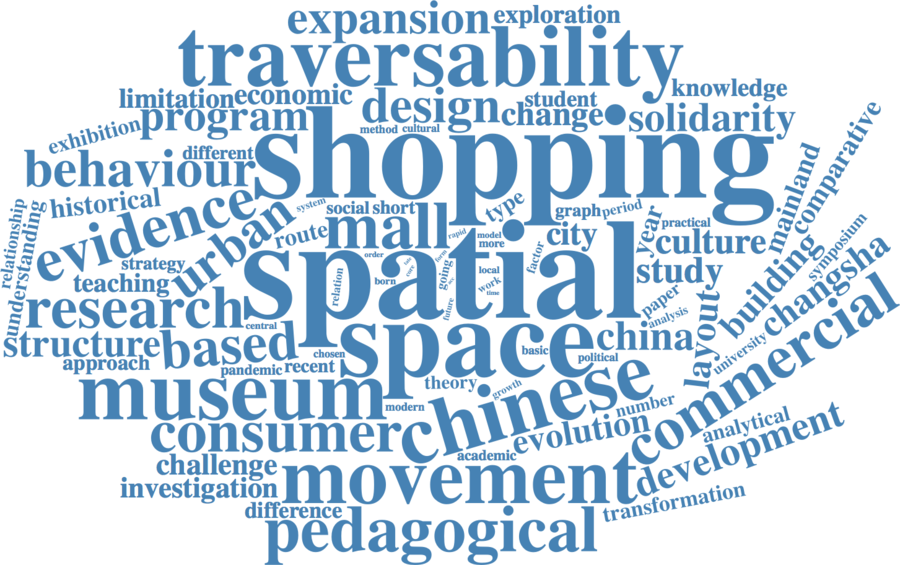 expansion
exploration
traversability
knowledge
limitation
economic
design
student
change
solidarity
program
method
cultural
exhibition
shopping
comparative
mainland
behaviour
different
historical
evidence
system
social
short
type
graph
period
year
practical
culture
relationship
understanding
urban
route
mall
rapid
model
more
city
factor
study
building
symposium
strategy
teaching
order
form
spatial
relation
born
going
local
work
time
future
paper
analysis
layout
changsha
research
central
structure
based
space
basic
china
political
university
commercial
approach
pandemic
recent
chosen
theory
growth
museum
modern
chinese
number
consumer
evolution
analytical
academic
development
challenge
investigation
movement
difference
transformation
pedagogical